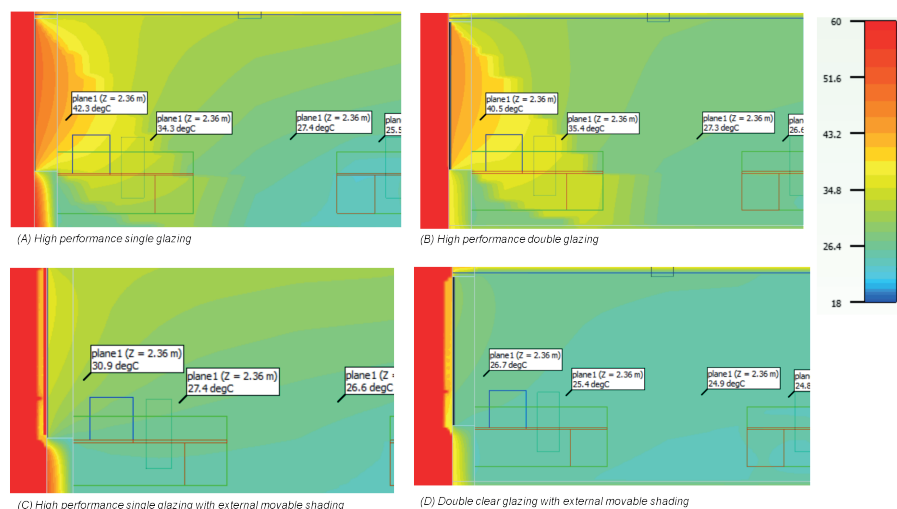 plane1 (Z = 2.36 m)
42.3 degC
plane1 (Z = 2.36 m)
34.3 degC
plane1 (Z = 2.36 m)
27.4 degC
plan
25.5
(A) High performance single glazing
plane1 (Z = 2.36 m)
40.5 degC
plane1 (Z = 2.36 m)
35.4 degC
plane1 (Z = 2.36 m)
27.3 degC
plan
26.6
(B) High performance double glazing
60
51.6
43.2
34.8
26.4
18
plane1 (Z = 2.36 m)
30.9 degC
plane1 (Z = 2.36 m)
27.4 degC
plane1 (Z =
26.6 degC
(C) High performance single glazing with external movable shading
plane1 (Z = 2.36 m)
26.7 degC
plane1 (Z = 2.36 m)
25.4 degC
plane1 (Z = 2.36 m)
24.9 degC
plan
24.8
(D) Double clear glazing with external movable shading